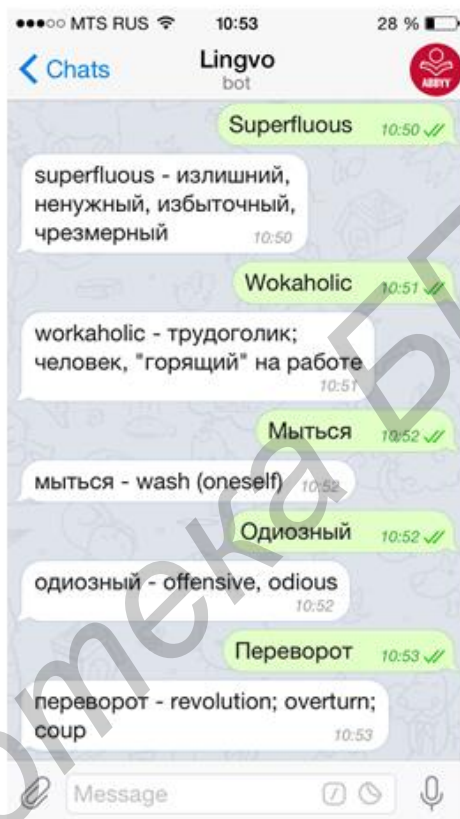 MTS RUS 10:53 28 %
Chats Lingvo
bot
ABBYY
Superfluous 10:50
superfluous - излишний,
ненужный, избыточный,
чрезмерный 10:50
Wokaholic 10:51
workaholic - трудоголик;
человек, "горящий" на работе
10:51
Мыться 10:52
мыться - wash (oneself) 10:52
Одиозный 10:52
одиозный - offensive, odious
10:52
Переворот 10:53
переворот - revolution; overturn;
coup 10:53
Message